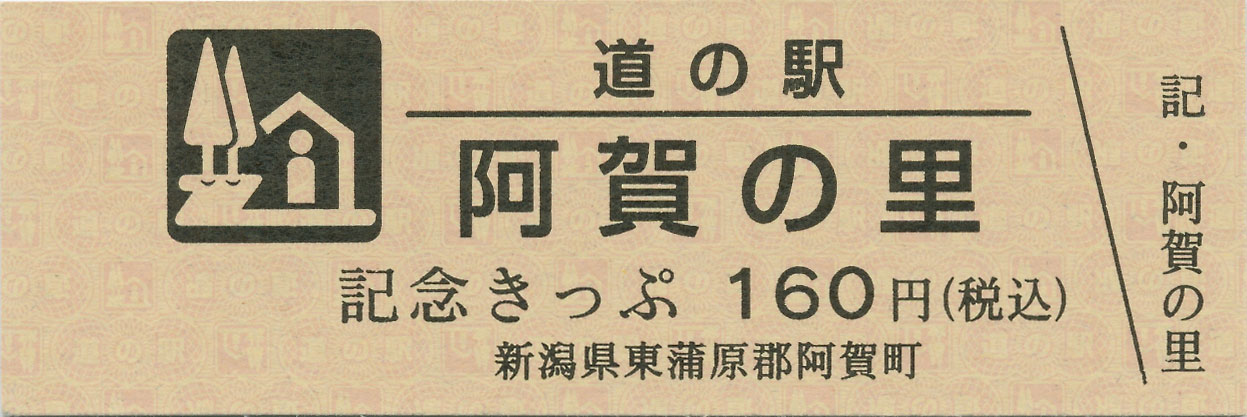 道の駅
阿賀の里
記念きっぷ 160円(税込)
新潟県東蒲原郡阿賀町
記・阿賀の里